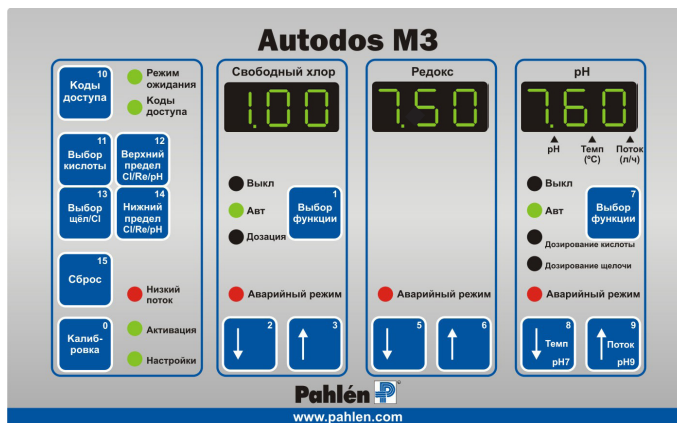 Autodos M3
10
Коды
доступа
Режим
ожидания
Коды
доступа
11
Выбор
кислоты
12
Верхний
предел
Cl/Re/pH
13
Выбор
щёл/Cl
14
Нижний
предел
Cl/Re/pH
15
Сброс
Низкий
поток
0
Калиб-
ровка
Активация
Настройки
Свободный хлор
1.00
Выкл
Авт
Дозация
1
Выбор
функции
Аварийный режим
2
3
Редокс
7.50
Аварийный режим
5
6
pH
7.60
pH
Темп
(ºC)
Поток
(л/ч)
Выкл
Авт
7
Выбор
функции
Дозирование кислоты
Дозирование щелочи
Аварийный режим
8
Темп
pH7
9
Поток
pH9
Pahlén
www.pahlen.com